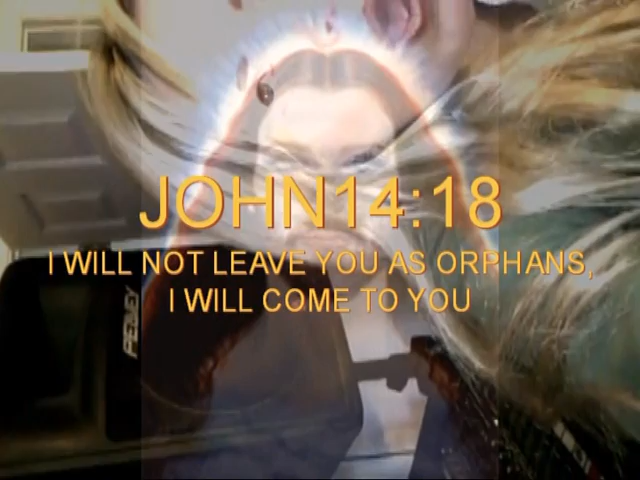 JOHN14:18
I WILL NOT LEAVE YOU AS ORPHANS,
I WILL COME TO YOU